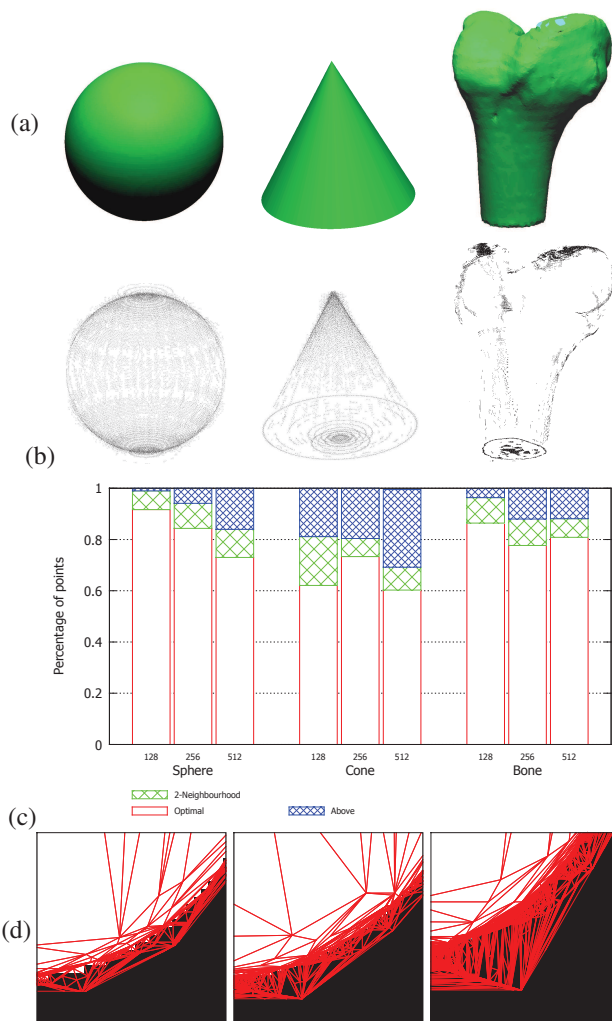 (a)
(b)
1
0.8
0.6
0.4
0.2
0
Percentage of points
128 256 512 128 256 512 128 256 512
Sphere Cone Bone
2-Neighbourhood
Optimal Above
(c)
(d)